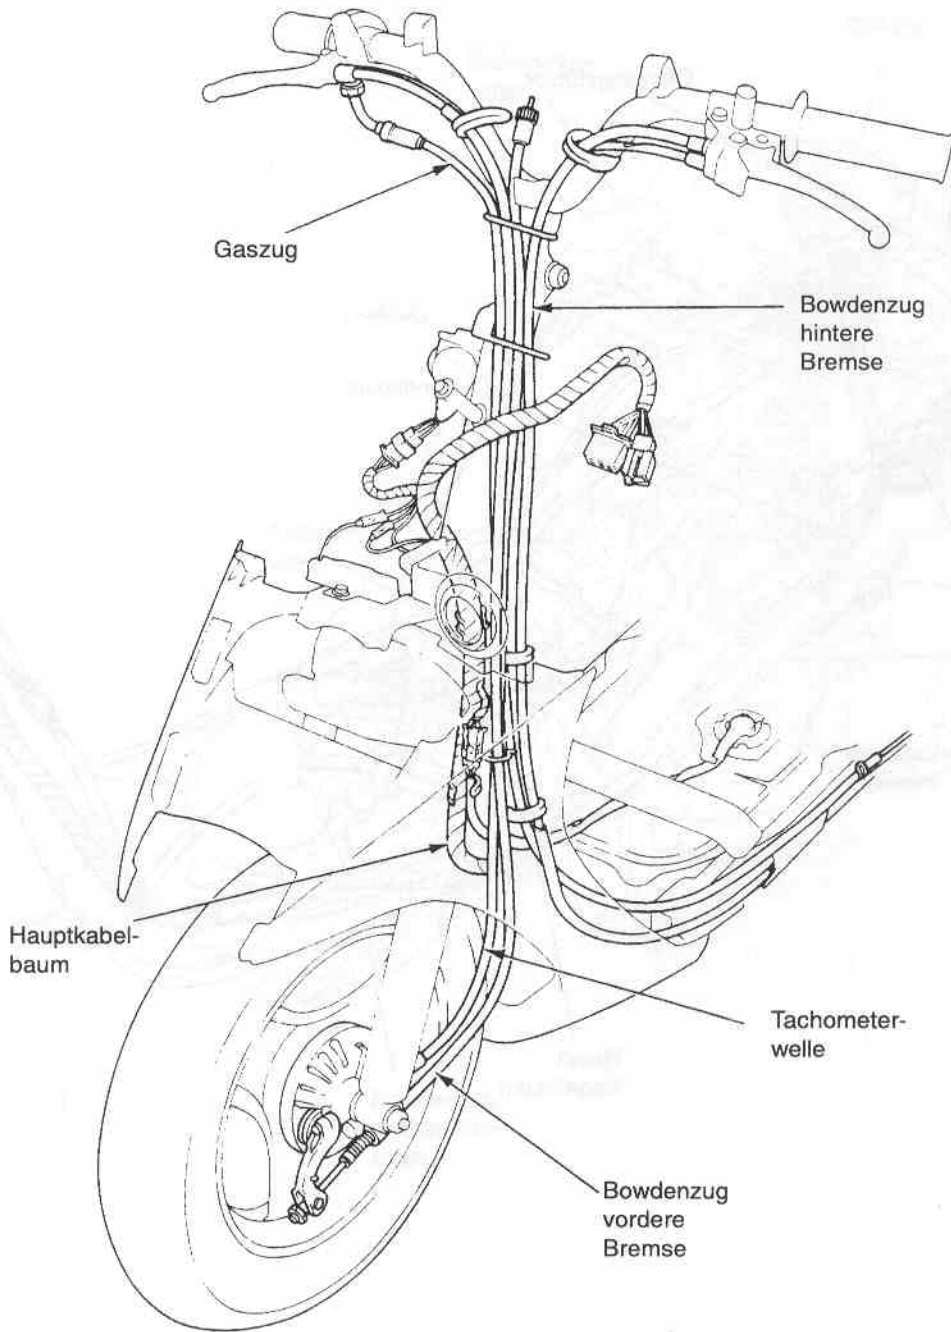 Gaszug
Bowdenzug
hintere
Bremse
Hauptkabel-
baum
Tachometer-
welle
Bowdenzug
vordere
Bremse